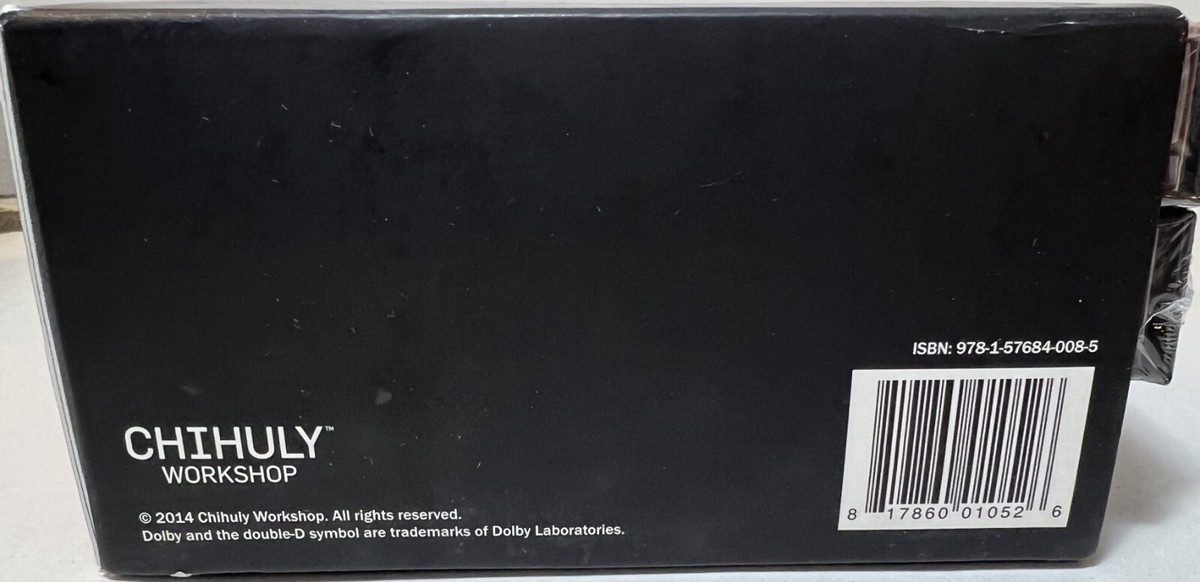 ISBN: 978-1-57684-008-5
8 17860 01052 6
CHIHULY™
WORKSHOP
© 2014 Chihuly Workshop. All rights reserved.
Dolby and the double-D symbol are trademarks of Dolby Laboratories.